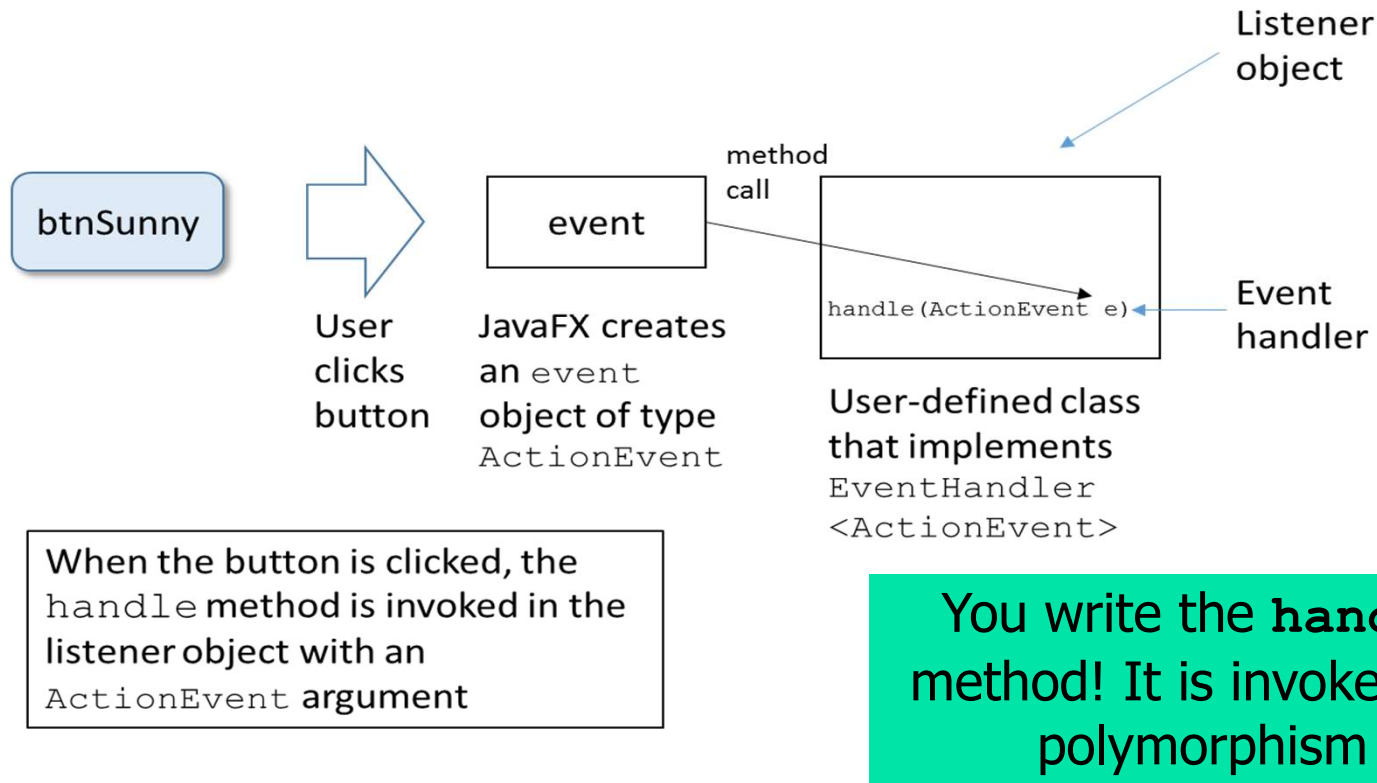 Listener
object
method
call
btnSunny
event
handle(ActionEvent e)
Event
handler
User
clicks
button
JavaFX creates
an event
object of type
ActionEvent
User-defined class
that implements
EventHandler
<ActionEvent>
When the button is clicked, the
handle method is invoked in the
listener object with an
ActionEvent argument
You write the
method! It is
polymorphism